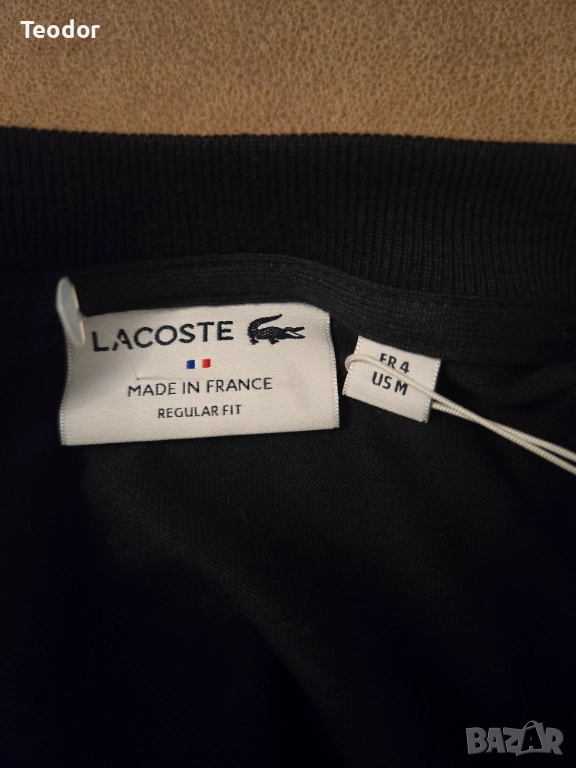 Teodor
LACOSTE
MADE IN FRANCE
REGULAR FIT
FR 4
US M
BAZAR